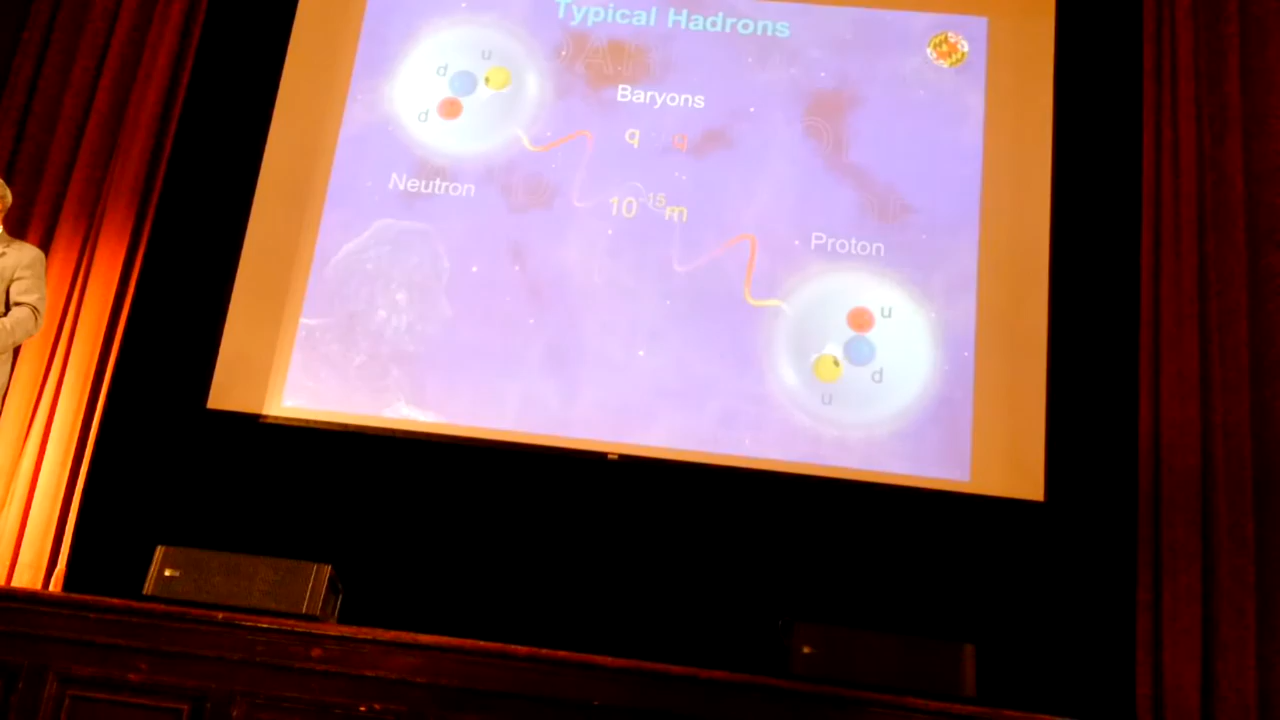 Typical Hadrons
u
d
d
Baryons
q q
Neutron
10⁻¹⁵m
Proton
u
d
u